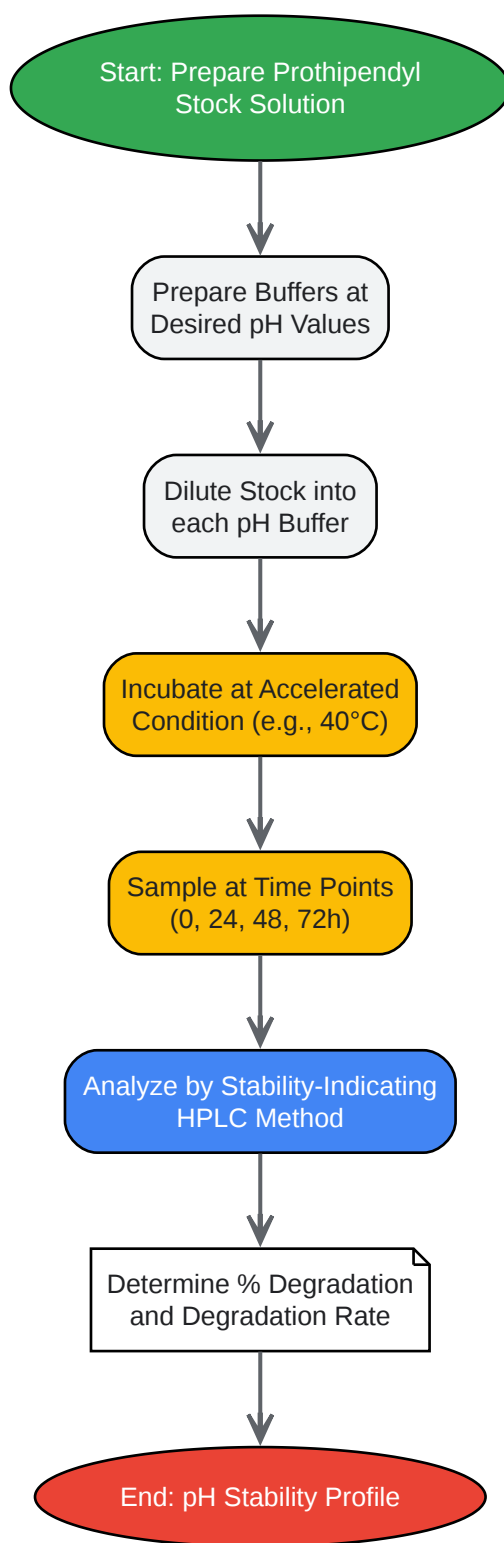 Start: Prepare Prothipendyl
Stock Solution
Prepare Buffers at
Desired pH Values
Dilute Stock into
each pH Buffer
Incubate at Accelerated
Condition (e.g., 40°C)
Sample at Time Points
(0, 24, 48, 72h)
Analyze by Stability-Indicating
HPLC Method
Determine % Degradation
and Degradation Rate
End: pH Stability Profile